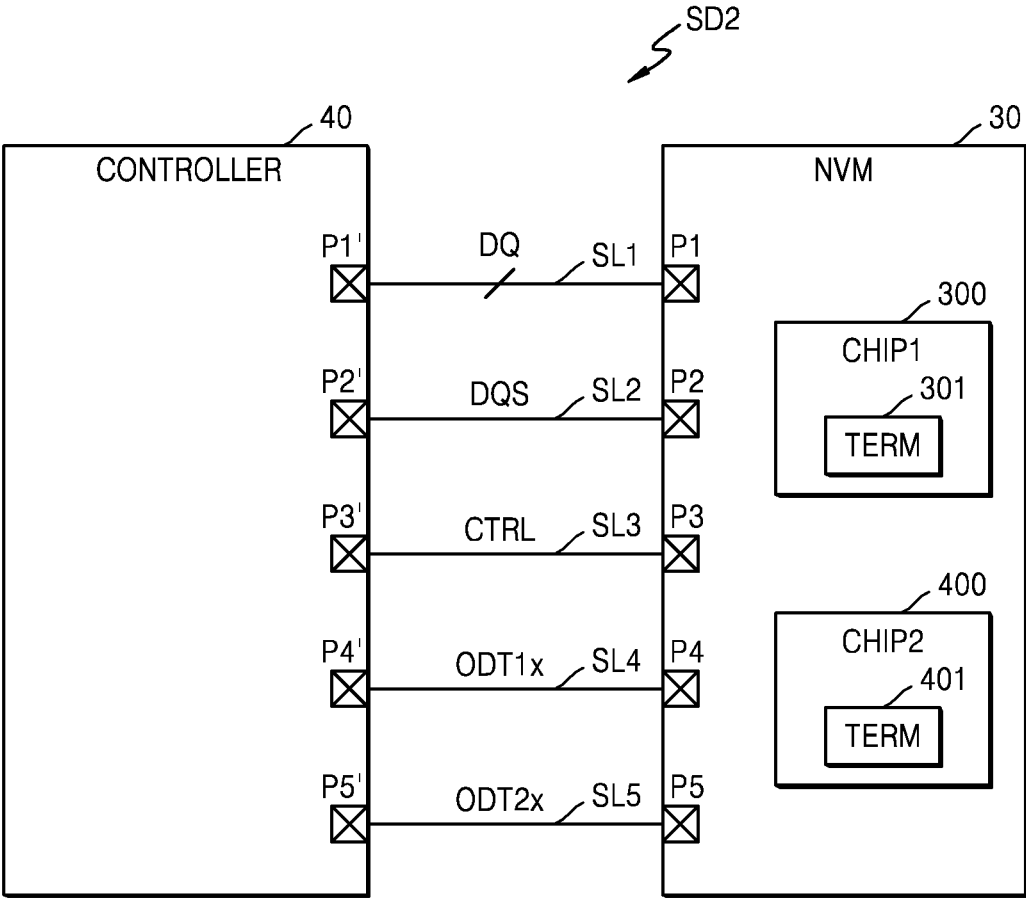 SD2
40
30
CONTROLLER
NVM
P1'
DQ
SL1
P1
300
CHIP1
P2'
DQS
SL2
P2
301
TERM
P3'
CTRL
SL3
P3
400
CHIP2
P4'
ODT1x
SL4
P4
401
TERM
P5'
ODT2x
SL5
P5